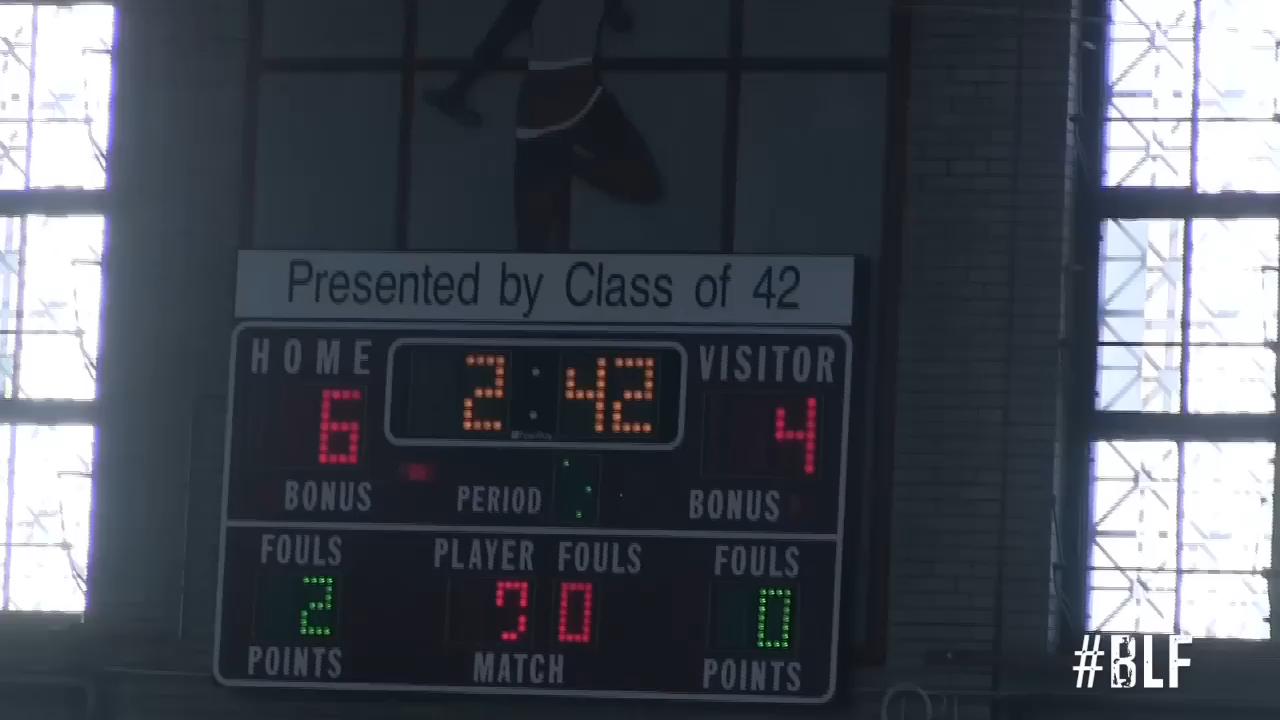 Presented by Class of 42
HOME
2:42
VISITOR
6
4
BONUS
PERIOD
BONUS
FOULS
PLAYER FOULS
FOULS
2
0
0
POINTS
MATCH
POINTS
#BLF